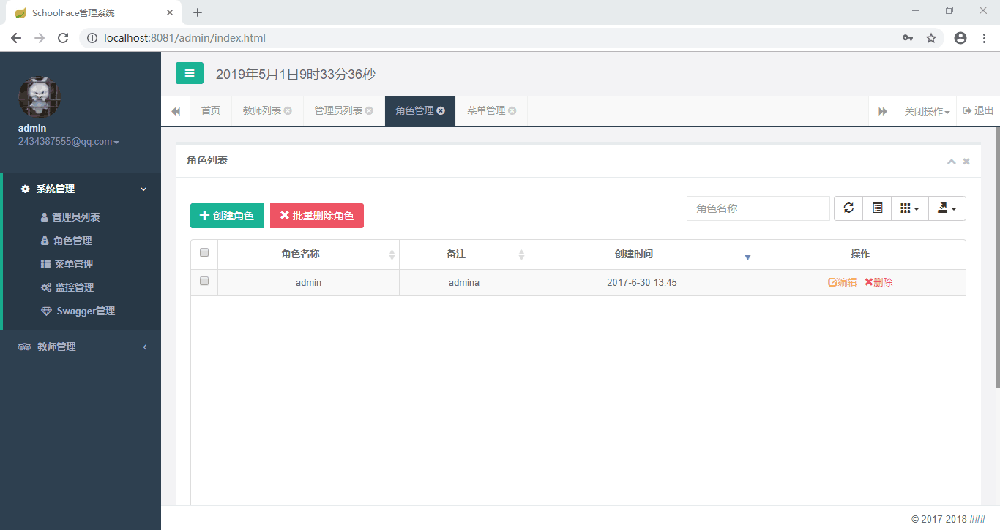 SchoolFace管理系统
localhost:8081/admin/index.html
admin
2434387555@qq.com
系统管理
管理员列表
角色管理
菜单管理
监控管理
Swagger管理
教师管理
2019年5月1日9时33分36秒
首页 教师列表 管理员列表 角色管理 菜单管理 关闭操作 退出
角色列表
创建角色 批量删除角色 角色名称
角色名称 备注 创建时间 操作
admin admina 2017-6-30 13:45 编辑 删除
© 2017-2018 ###